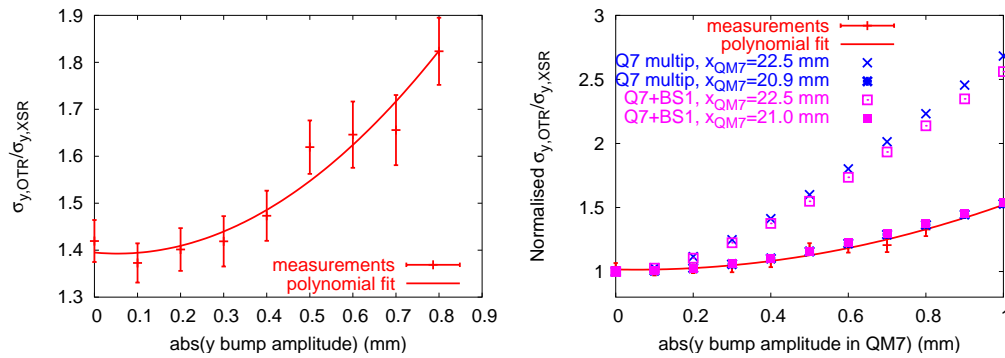 1.9
1.8
1.7
1.6
1.5
1.4
1.3
0 0.1 0.2 0.3 0.4 0.5 0.6 0.7 0.8 0.9
σy,OTR/σy,XSR
abs(y bump amplitude) (mm)
measurements
polynomial fit
3
2.5
2
1.5
1
0 0.2 0.4 0.6 0.8 1
Normalised σy,OTR/σy,XSR
abs(y bump amplitude in QM7) (mm)
measurements
polynomial fit
Q7 multip, xQM7=22.5 mm
Q7 multip, xQM7=20.9 mm
Q7+BS1, xQM7=22.5 mm
Q7+BS1, xQM7=21.0 mm